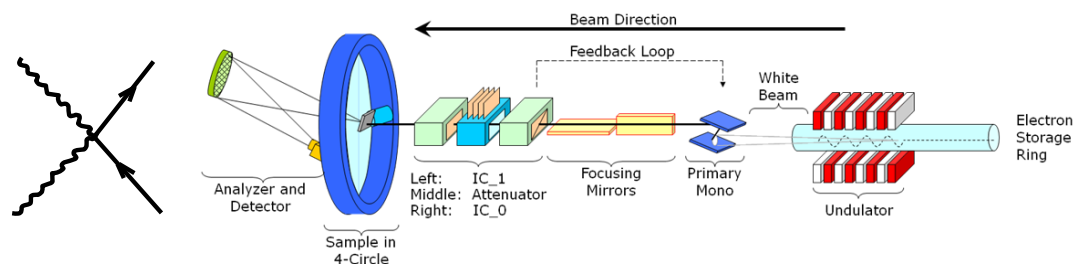 Beam Direction
Feedback Loop
White
Beam
Electron
Storage
Ring
Analyzer and
Detector
Sample in
4-Circle
Left: IC_1
Middle: Attenuator
Right: IC_0
Focusing
Mirrors
Primary
Mono
Undulator